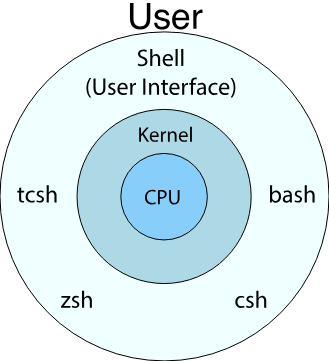 User
Shell
(User Interface)
Kernel
CPU
tcsh
bash
zsh
csh